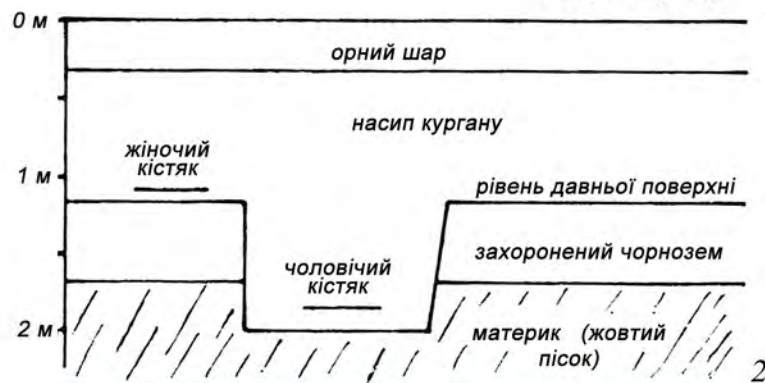 0 м
орний шар
насип кургану
жіночий
кістяк
1 м
рівень давньої поверхні
захоронений чорнозем
чоловічий
кістяк
2 м
материк (жовтий
пісок)
2